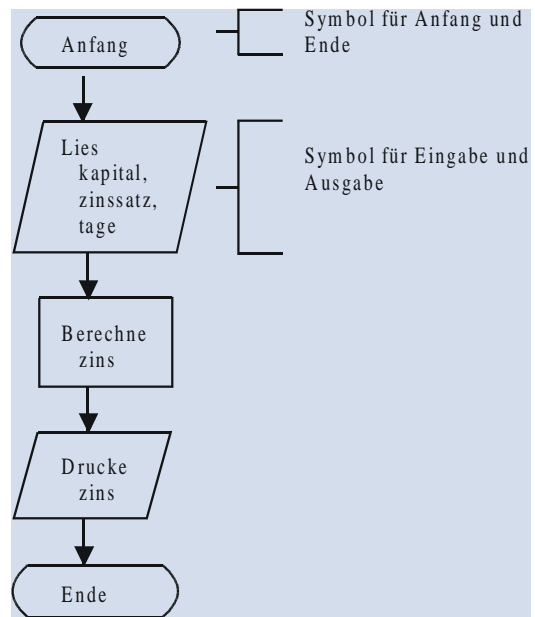 Anfang
Symbol für Anfang und
Ende
Lies
kapital,
zinssatz,
tage
Symbol für Eingabe und
Ausgabe
Berechne
zins
Drucke
zins
Ende